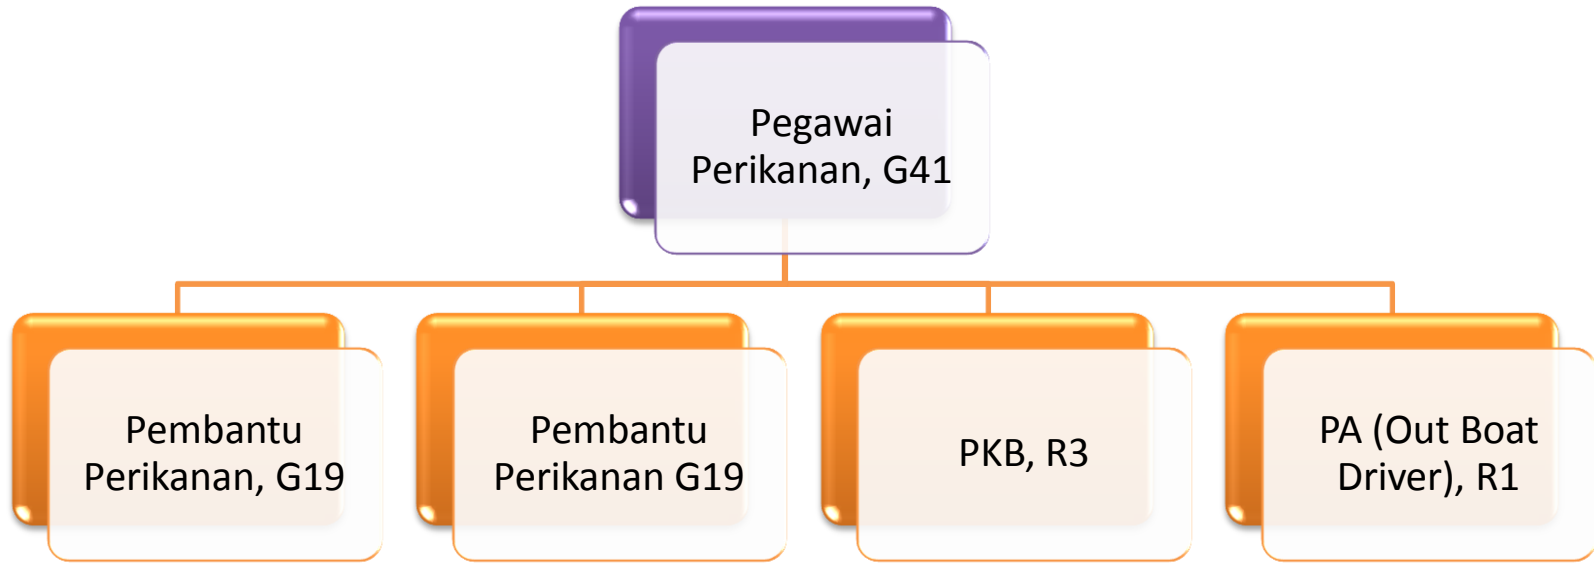 Pegawai
Perikanan, G41
Pembantu
Perikanan, G19
Pembantu
Perikanan G19
PKB, R3
PA (Out Boat
Driver), R1